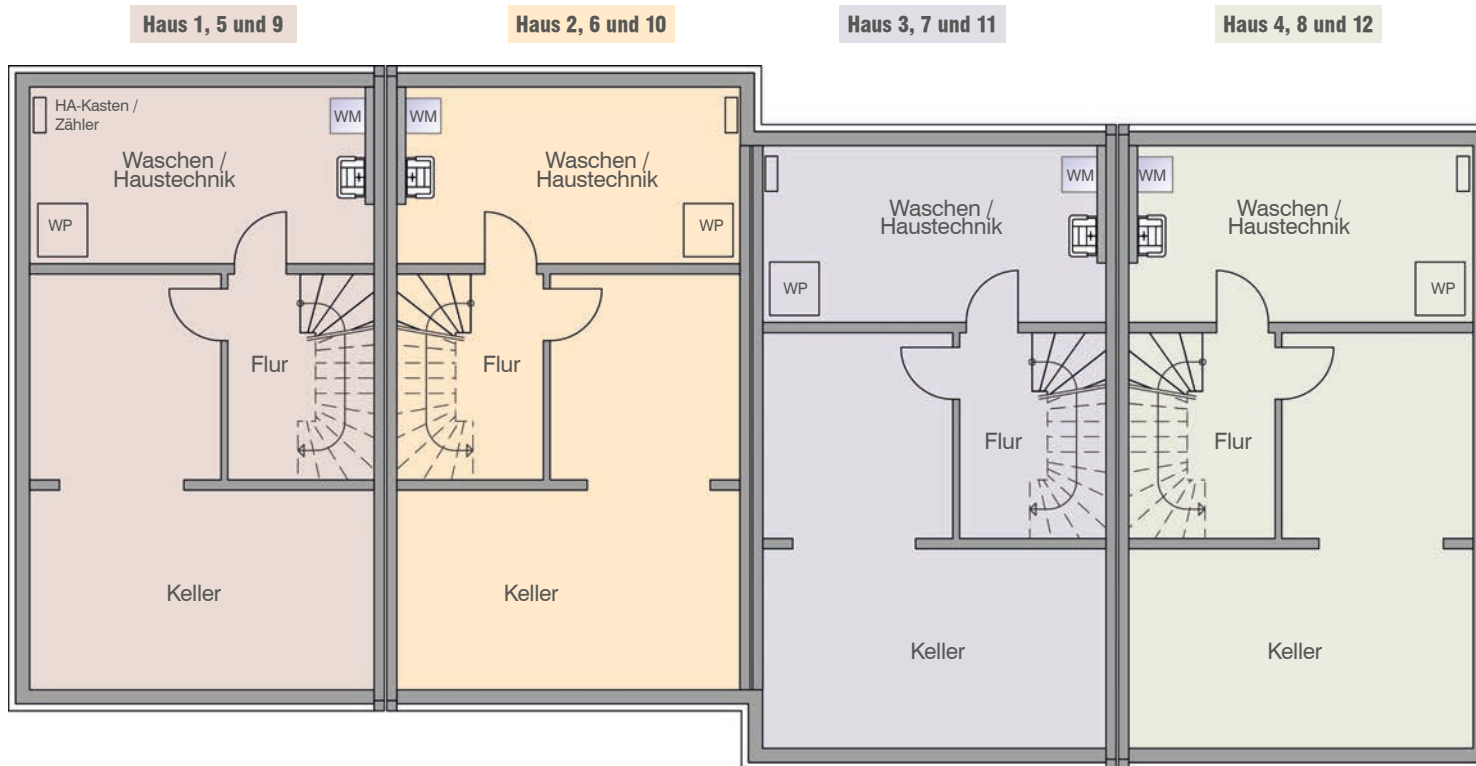 Haus 1, 5 und 9
Haus 2, 6 und 10
Haus 3, 7 und 11
Haus 4, 8 und 12
HA-Kasten /
Zähler
WM
Waschen /
Haustechnik
WP
Flur
Keller
WM
Waschen /
Haustechnik
WP
Flur
Keller
WM
Waschen /
Haustechnik
WP
Flur
Keller
WM
Waschen /
Haustechnik
WP
Flur
Keller